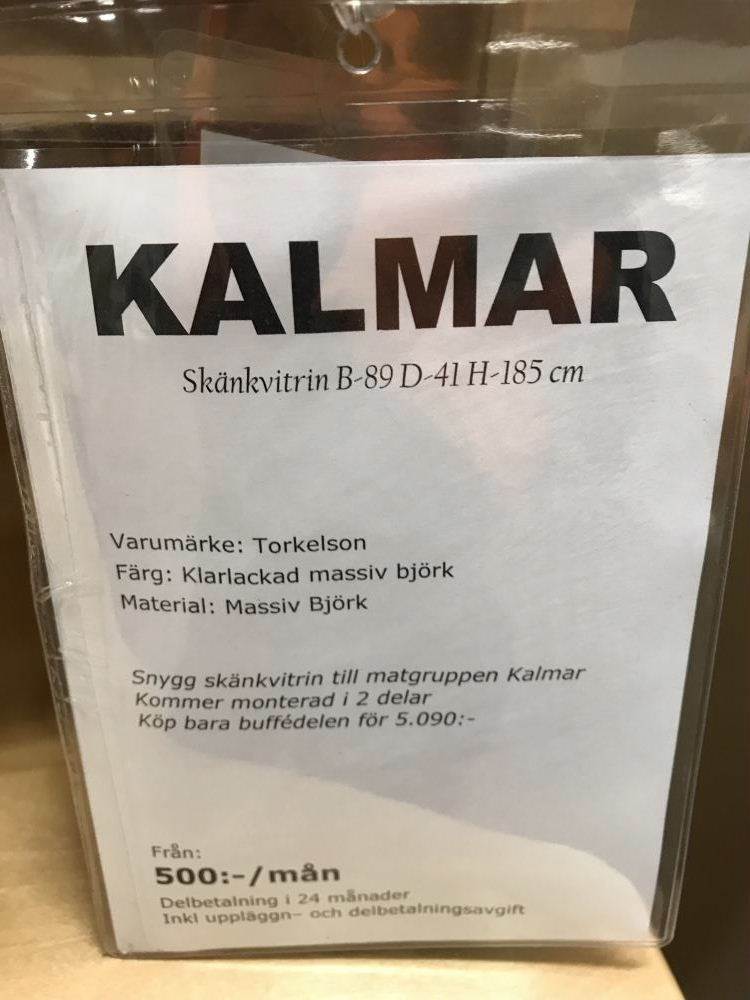 KALMAR
Skänkvitrin B-89 D-41 H-185 cm
Varumärke: Torkelson
Färg: Klarlackad massiv björk
Material: Massiv Björk
Snygg skänkvitrin till matgruppen Kalmar
Kommer monterad i 2 delar
Köp bara buffédelen för 5.090:-
Från:
500:-/mån
Delbetalning i 24 månader
Inkl uppläggn- och delbetalningsavgift